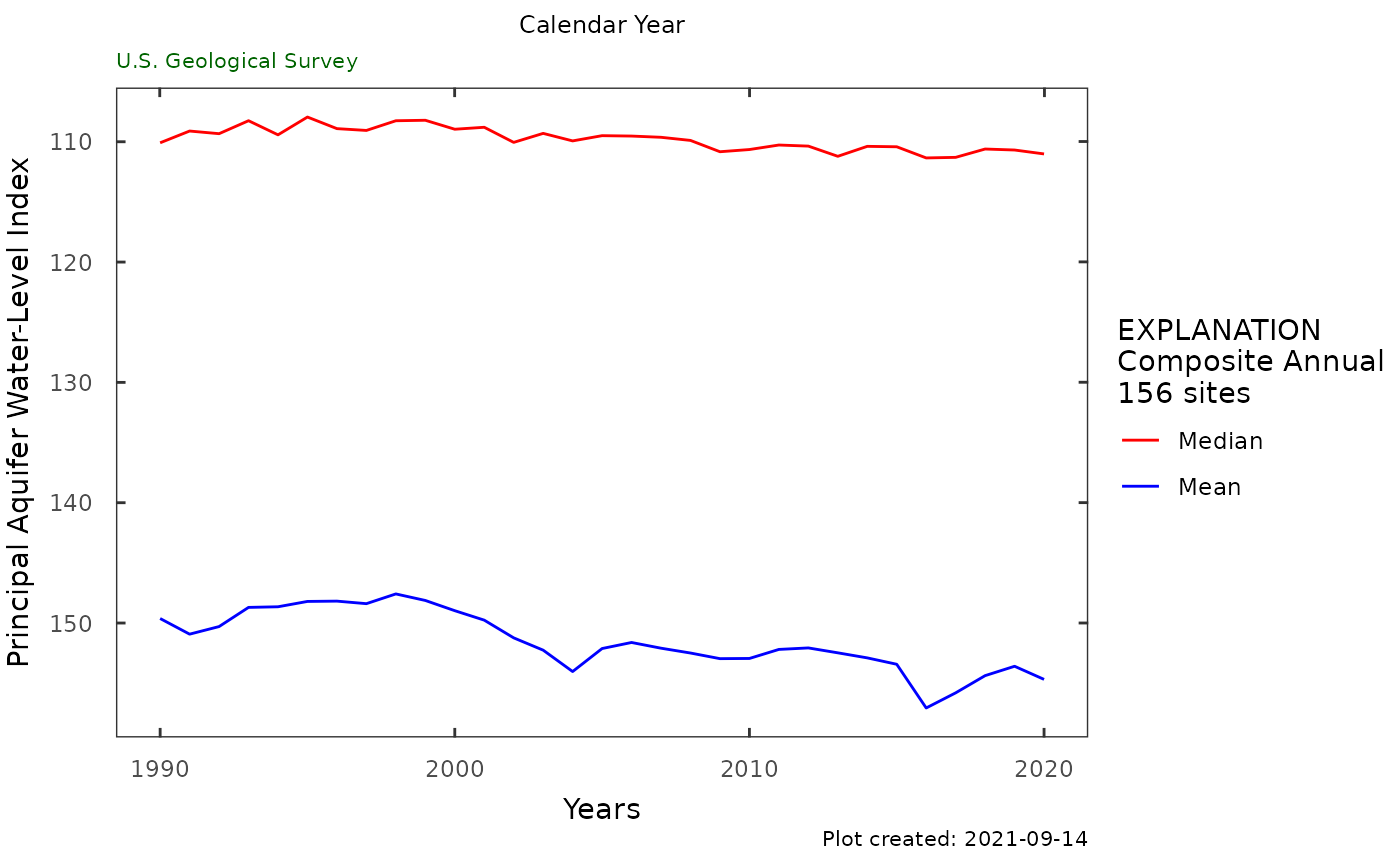 Calendar Year
U.S. Geological Survey
Principal Aquifer Water-Level Index
110
120
130
140
150
1990 2000 2010 2020
Years
EXPLANATION
Composite Annual
156 sites
Median
Mean
Plot created: 2021-09-14